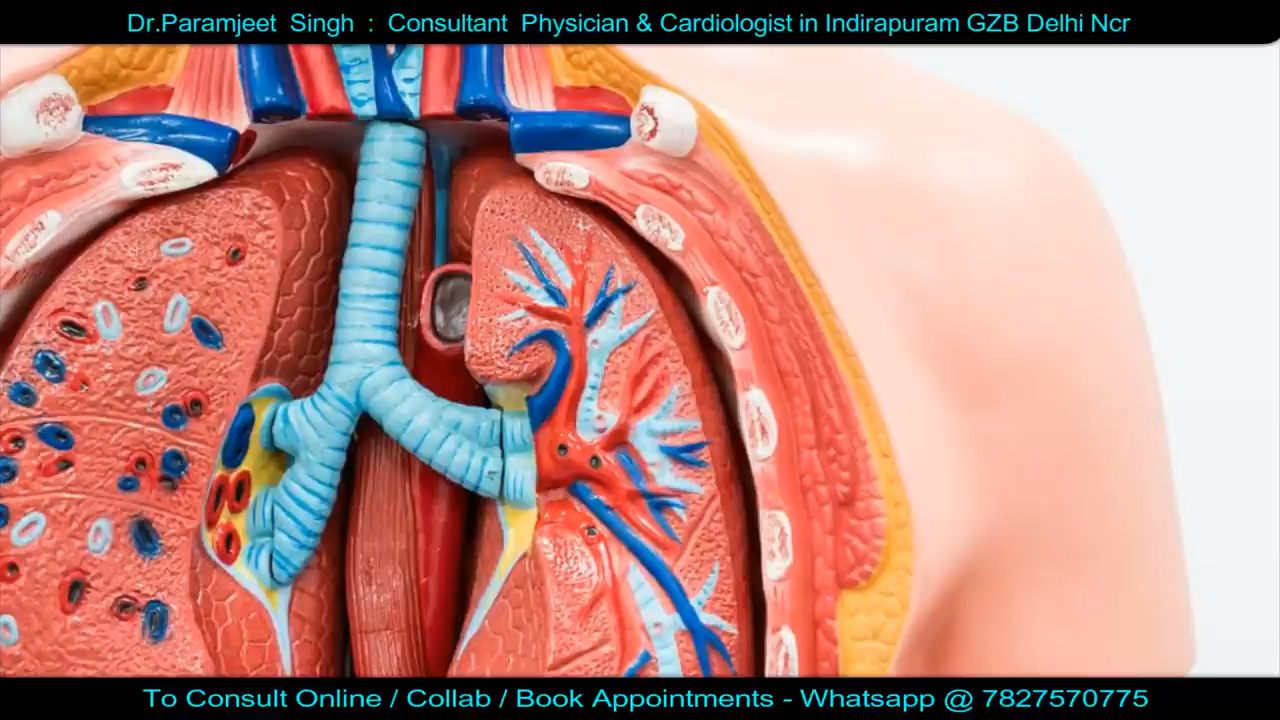 Dr.Paramjeet Singh : Consultant Physician & Cardiologist in Indirapuram GZB Delhi Ncr
To Consult Online / Collab / Book Appointments - Whatsapp @ 7827570775